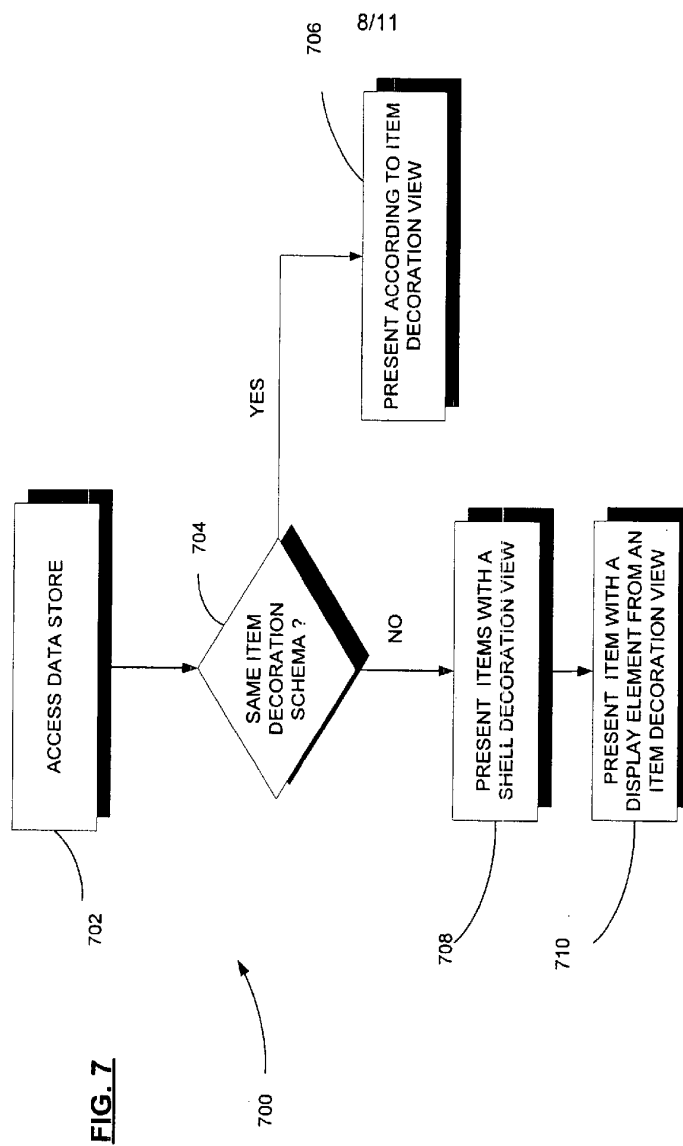 8/11
FIG. 7
700
702
ACCESS DATA STORE
704
SAME ITEM
DECORATION
SCHEMA ?
YES
706
PRESENT ACCORDING TO ITEM
DECORATION VIEW
NO
708
PRESENT ITEMS WITH A
SHELL DECORATION VIEW
710
PRESENT ITEM WITH A
DISPLAY ELEMENT FROM AN
ITEM DECORATION VIEW